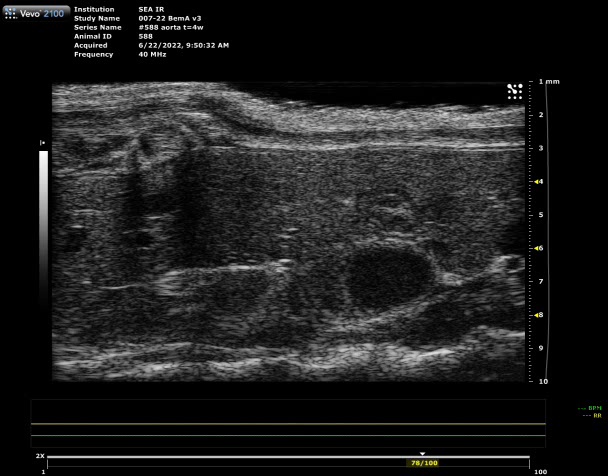 Vevo 2100
Institution SEA IR
Study Name 007-22 BemA v3
Series Name #588 aorta t=4w
Animal ID 588
Acquired 6/22/2022, 9:50:32 AM
Frequency 40 MHz
1 mm
2
3
4
5
6
7
8
9
10
--- BPM
--- RR
2X
78/100
1 100